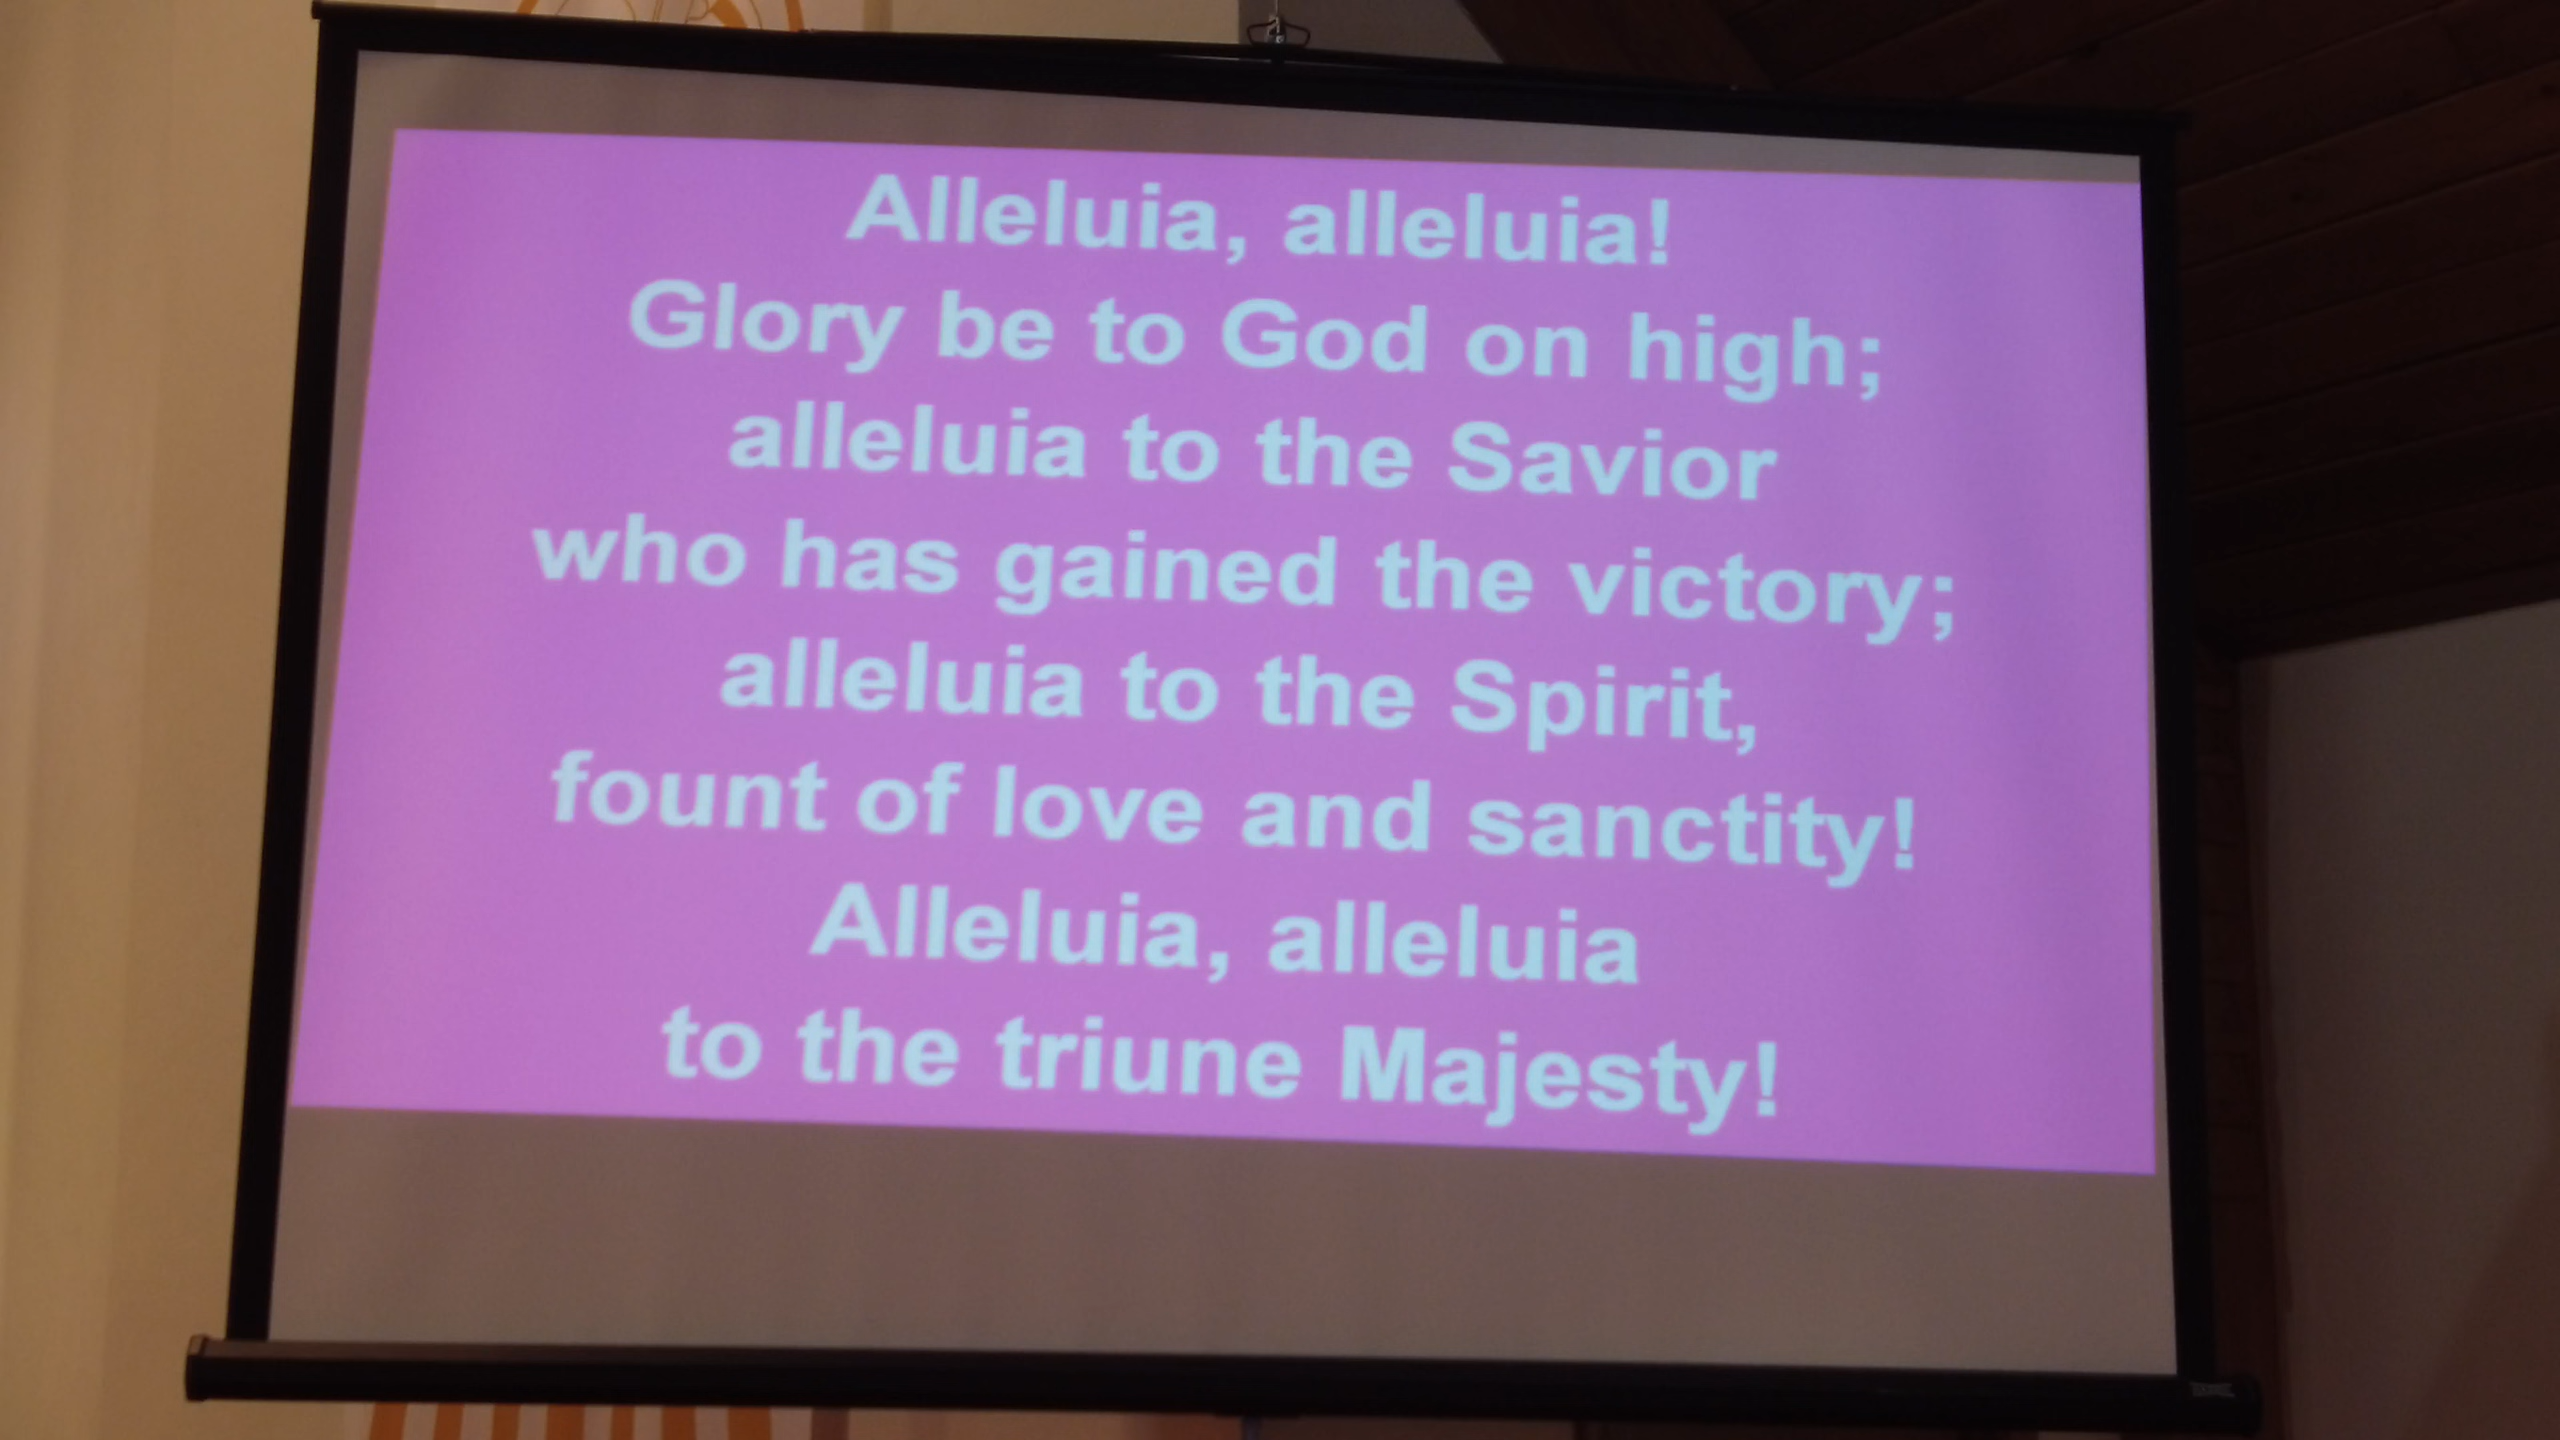 Alleluia, alleluia!
Glory be to God on high;
alleluia to the Savior
who has gained the victory;
alleluia to the Spirit,
fount of love and sanctity!
Alleluia, alleluia
to the triune Majesty!